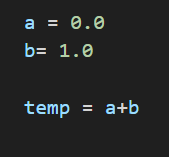 a = 0.0
b= 1.0
temp = a+b